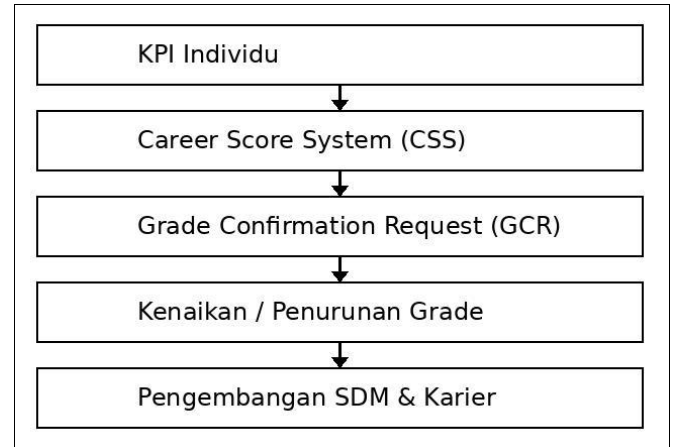 KPI Individu
Career Score System (CSS)
Grade Confirmation Request (GCR)
Kenaikan / Penurunan Grade
Pengembangan SDM & Karier